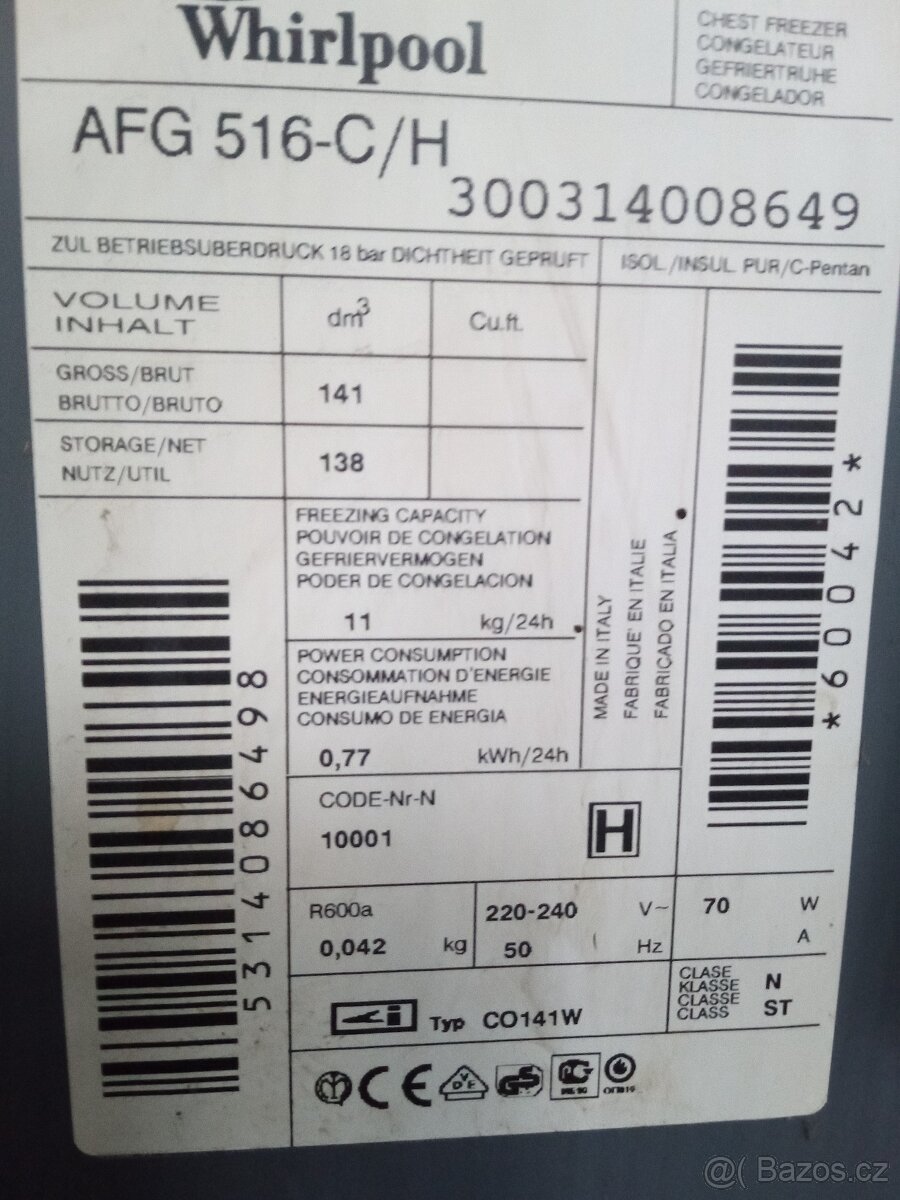 Whirlpool
CHEST FREEZER
CONGELATEUR
GEFRIERTRUHE
CONGELADOR
AFG 516-C/H
300314008649
ZUL BETRIEBSUBERDRUCK 18 bar DICHTHEIT GEPRUFT
ISOL./INSUL PUR/C-Pentan
VOLUME
INHALT
dm3
Cu.ft.
GROSS/BRUT
BRUTTO/BRUTO
141
STORAGE/NET
NUTZ/UTIL
138
FREEZING CAPACITY
POUVOIR DE CONGELATION
GEFRIERVERMOGEN
PODER DE CONGELACION
11 kg/24h
POWER CONSUMPTION
CONSOMMATION D'ENERGIE
ENERGIEAUFNAHME
CONSUMO DE ENERGIA
0,77 kWh/24h
MADE IN ITALY
FABRIQUE' EN ITALIE
FABRICADO EN ITALIA
*60042*
5314086498
CODE-Nr-N
10001
H
R600a
0,042 kg
220-240 V~
50 Hz
70 W
A
CLASE
KLASSE
CLASSE
CLASS
N
ST
Typ CO141W
CE
VDE
GS
@( Bazos.cz